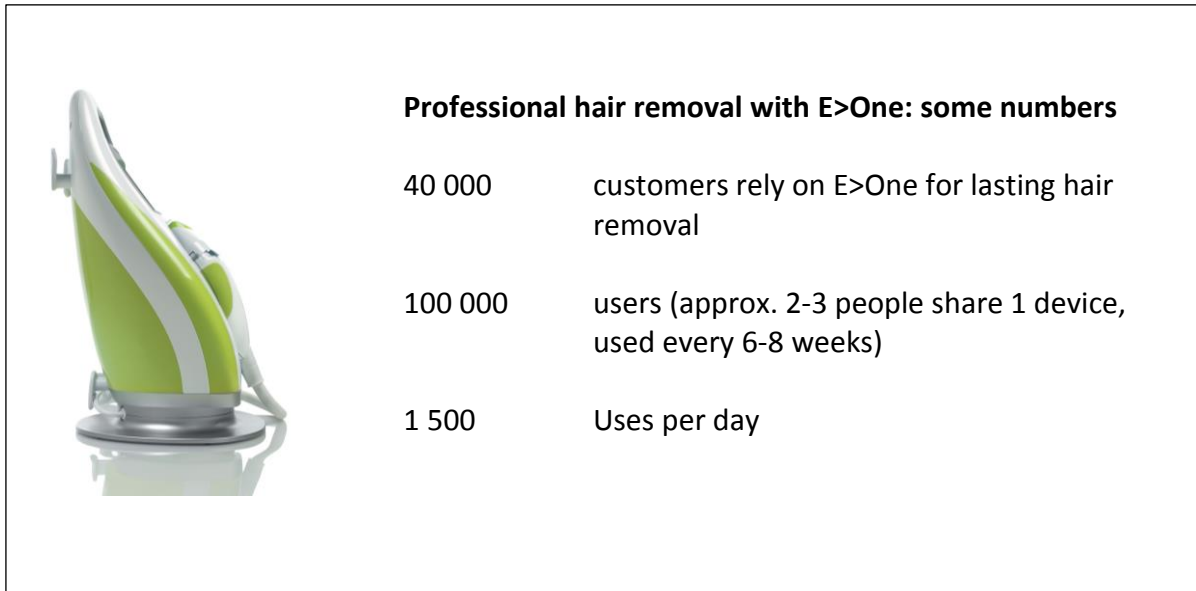 Professional hair removal with E>One: some numbers
40 000 customers rely on E>One for lasting hair
removal
100 000 users (approx. 2-3 people share 1 device,
used every 6-8 weeks)
1 500 Uses per day